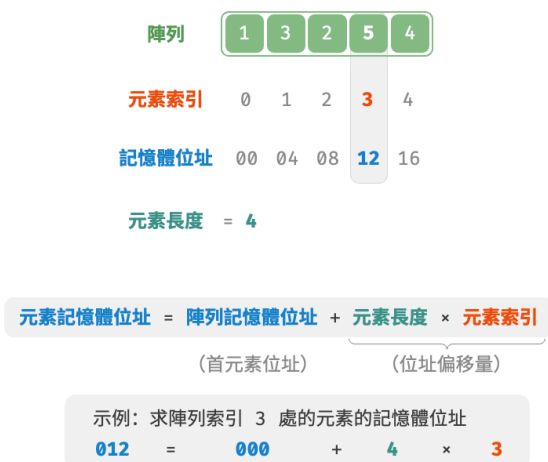 陣列 1 3 2 5 4
元素索引 0 1 2 3 4
記憶體位址 00 04 08 12 16
元素長度 = 4
元素記憶體位址 = 陣列記憶體位址 + 元素長度 × 元素索引
（首元素位址） （位址偏移量）
示例：求陣列索引 3 處的元素的記憶體位址
012 = 000 + 4 × 3